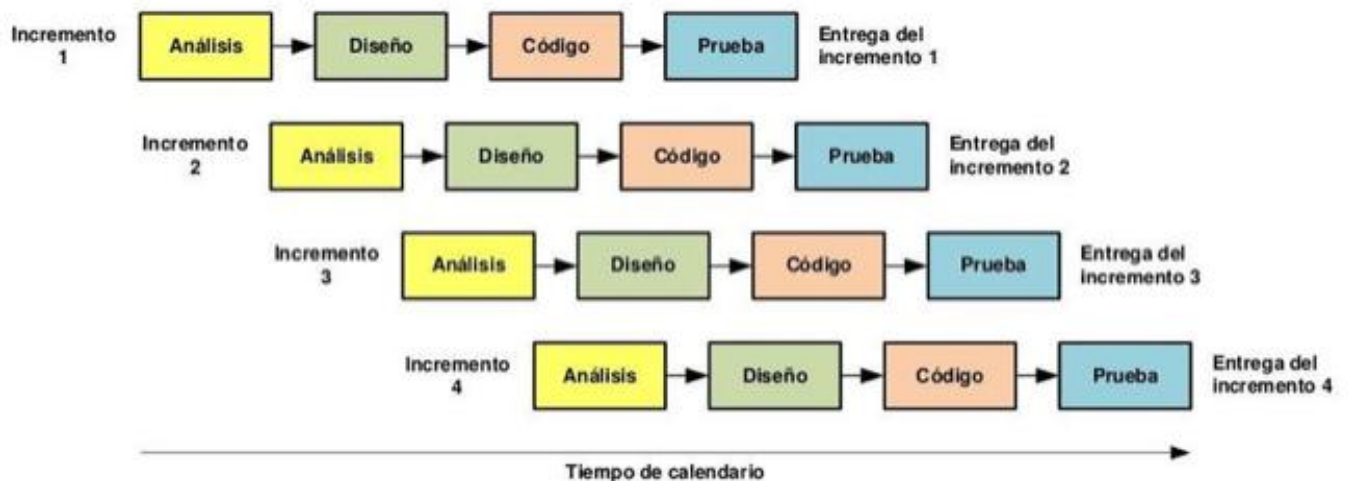 Incremento
1
Análisis
Diseño
Código
Prueba
Entrega del
incremento 1
Incremento
2
Análisis
Diseño
Código
Prueba
Entrega del
incremento 2
Incremento
3
Análisis
Diseño
Código
Prueba
Entrega del
incremento 3
Incremento
4
Análisis
Diseño
Código
Prueba
Entrega del
incremento 4
Tiempo de calendario